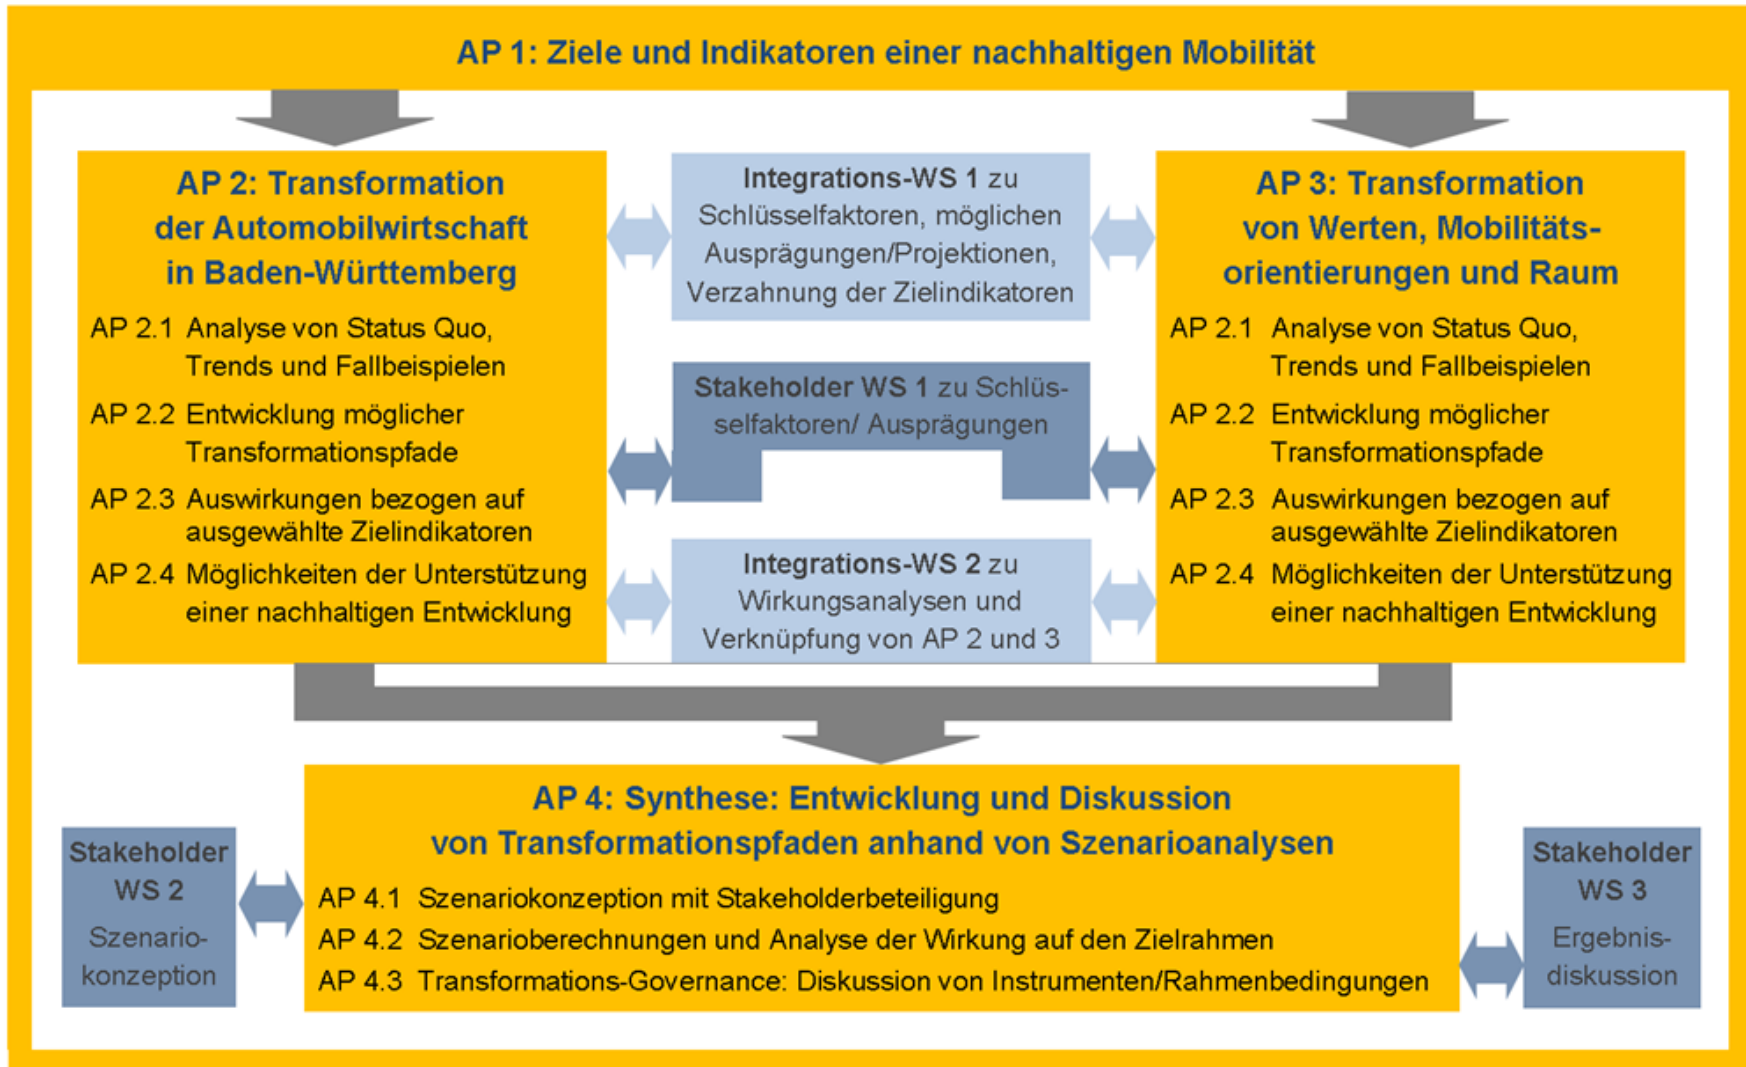 AP 1: Ziele und Indikatoren einer nachhaltigen Mobilität
AP 2: Transformation
der Automobilwirtschaft
in Baden-Württemberg
AP 2.1 Analyse von Status Quo,
Trends und Fallbeispielen
AP 2.2 Entwicklung möglicher
Transformationspfade
AP 2.3 Auswirkungen bezogen auf
ausgewählte Zielindikatoren
AP 2.4 Möglichkeiten der Unterstützung
einer nachhaltigen Entwicklung
Integrations-WS 1 zu
Schlüsselfaktoren, möglichen
Ausprägungen/Projektionen,
Verzahnung der Zielindikatoren
Stakeholder WS 1 zu Schlüs-
selfaktoren/ Ausprägungen
Integrations-WS 2 zu
Wirkungsanalysen und
Verknüpfung von AP 2 und 3
AP 3: Transformation
von Werten, Mobilitäts-
orientierungen und Raum
AP 2.1 Analyse von Status Quo,
Trends und Fallbeispielen
AP 2.2 Entwicklung möglicher
Transformationspfade
AP 2.3 Auswirkungen bezogen auf
ausgewählte Zielindikatoren
AP 2.4 Möglichkeiten der Unterstützung
einer nachhaltigen Entwicklung
Stakeholder
WS 2
Szenario-
konzeption
AP 4: Synthese: Entwicklung und Diskussion
von Transformationspfaden anhand von Szenarioanalysen
AP 4.1 Szenariokonzeption mit Stakeholderbeteiligung
AP 4.2 Szenarioberechnungen und Analyse der Wirkung auf den Zielrahmen
AP 4.3 Transformations-Governance: Diskussion von Instrumenten/Rahmenbedingungen
Stakeholder
WS 3
Ergebnis-
diskussion